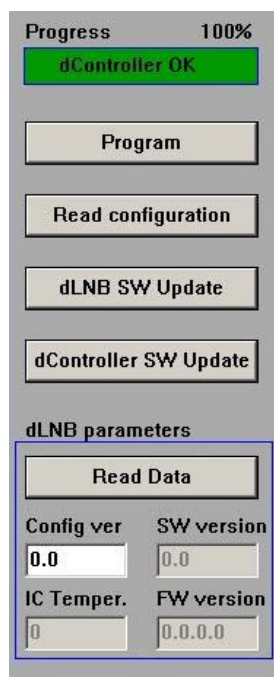 Progress 100%
dController OK
Program
Read configuration
dLNB SW Update
dController SW Update
dLNB parameters
Read Data
Config ver SW version
0.0 0.0
IC Temper. FW version
0 0.0.0.0